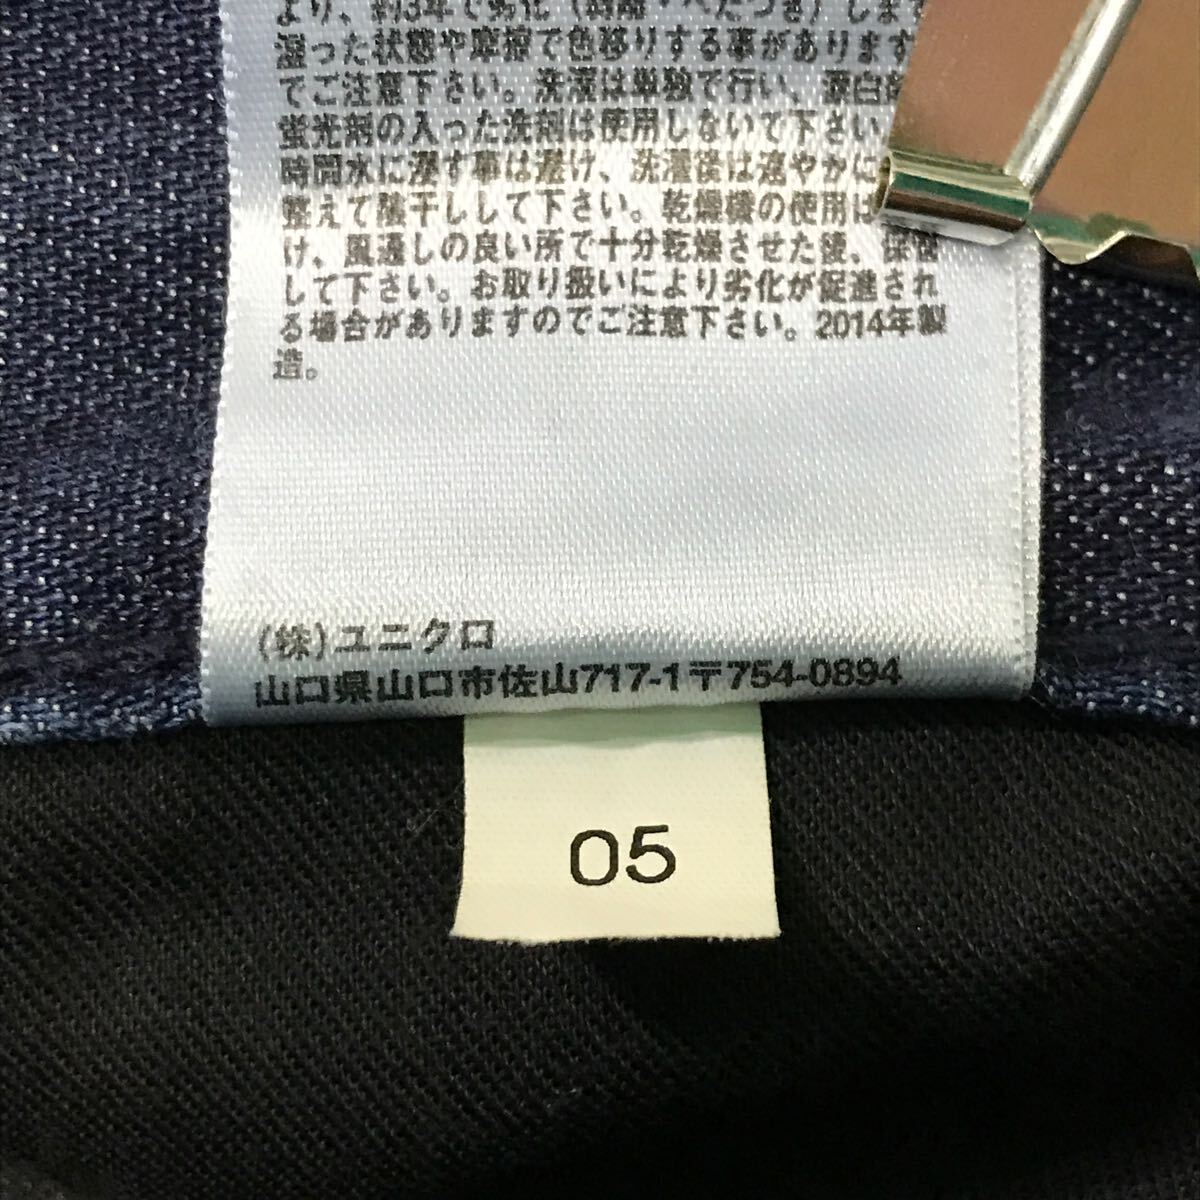 より、約3年で劣化（剥離・べたつき）しま
湿った状態や摩擦で色移りする事があります
でご注意下さい。洗濯は単独で行い、漂白
蛍光剤の入った洗剤は使用しないで下さい
時間水に浸す事は避け、洗濯後は速やかに
整えて陰干しして下さい。乾燥機の使用は
け、風通しの良い所で十分乾燥させた後、保管
して下さい。お取り扱いにより劣化が促進され
る場合がありますのでご注意下さい。2014年製
造。
(株)ユニクロ
山口県山口市佐山717-1〒754-0894
05